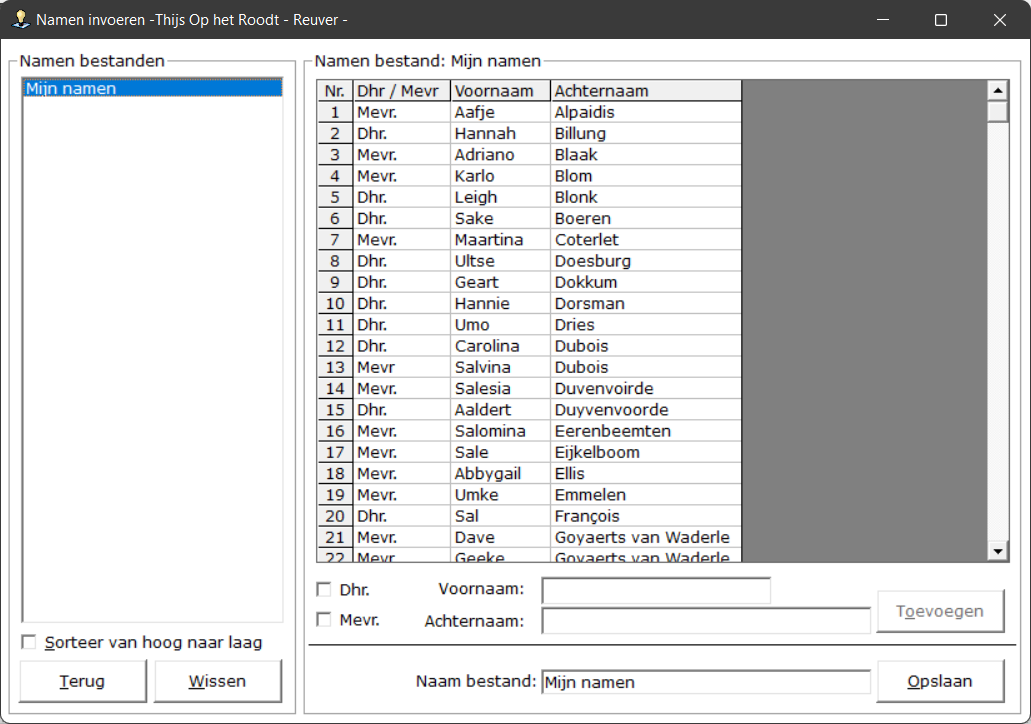 Namen invoeren -Thijs Op het Roodt - Reuver -
Namen bestanden
Mijn namen
Sorteer van hoog naar laag
Terug
Wissen
Namen bestand: Mijn namen
Nr. Dhr / Mevr Voornaam Achternaam
1 Mevr. Aafje Alpaidis
2 Dhr. Hannah Billung
3 Mevr. Adriano Blaak
4 Mevr. Karlo Blom
5 Dhr. Leigh Blonk
6 Dhr. Sake Boeren
7 Mevr. Maartina Coterlet
8 Dhr. Ultse Doesburg
9 Dhr. Geart Dokkum
10 Dhr. Hannie Dorsman
11 Dhr. Umo Dries
12 Dhr. Carolina Dubois
13 Mevr Salvina Dubois
14 Mevr. Salesia Duvenvoirde
15 Dhr. Aaldert Duyvenvoorde
16 Mevr. Salomina Eerenbeemten
17 Mevr. Sale Eijkelboom
18 Mevr. Abbygail Ellis
19 Mevr. Umke Emmelen
20 Dhr. Sal François
21 Mevr. Dave Goyaerts van Waderle
22 Mevr. Geeke Goyaerts van Waderle
Dhr. Voornaam:
Mevr. Achternaam:
Toevoegen
Naam bestand: Mijn namen
Opslaan